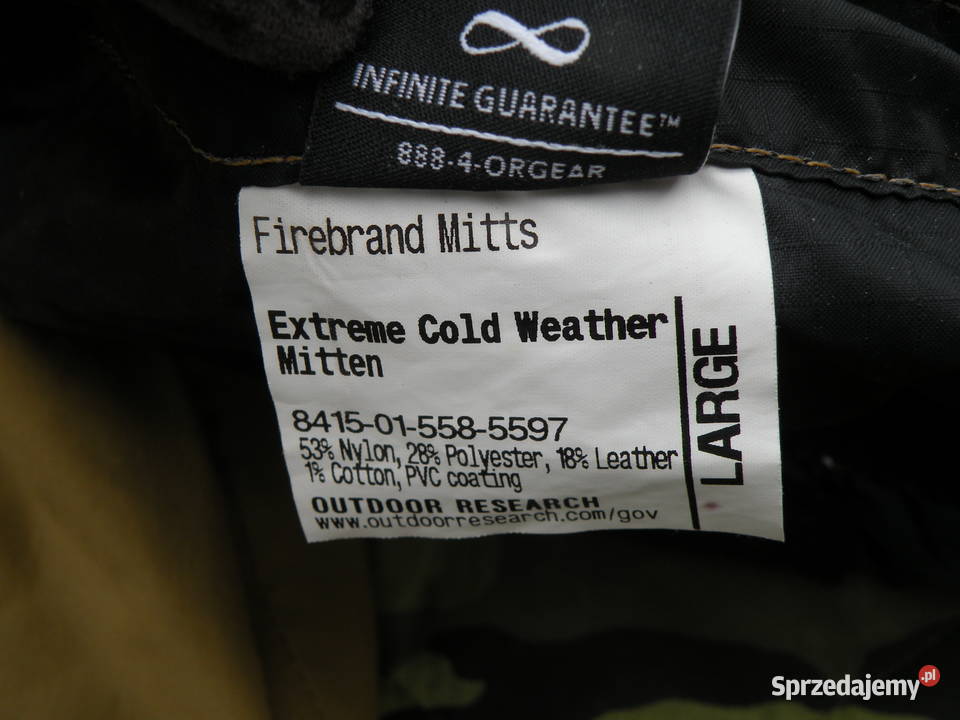 INFINITE GUARANTEE™
888-4-ORGEAR
Firebrand Mitts
Extreme Cold Weather
Mitten
8415-01-558-5597
53% Nylon, 28% Polyester, 18% Leather
1% Cotton, PVC coating
OUTDOOR RESEARCH
www.outdoorresearch.com/gov
LARGE
Sprzedajemy.pl